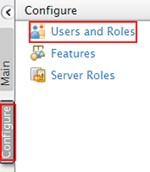 Configure
Users and Roles
Features
Server Roles
Main
Configure